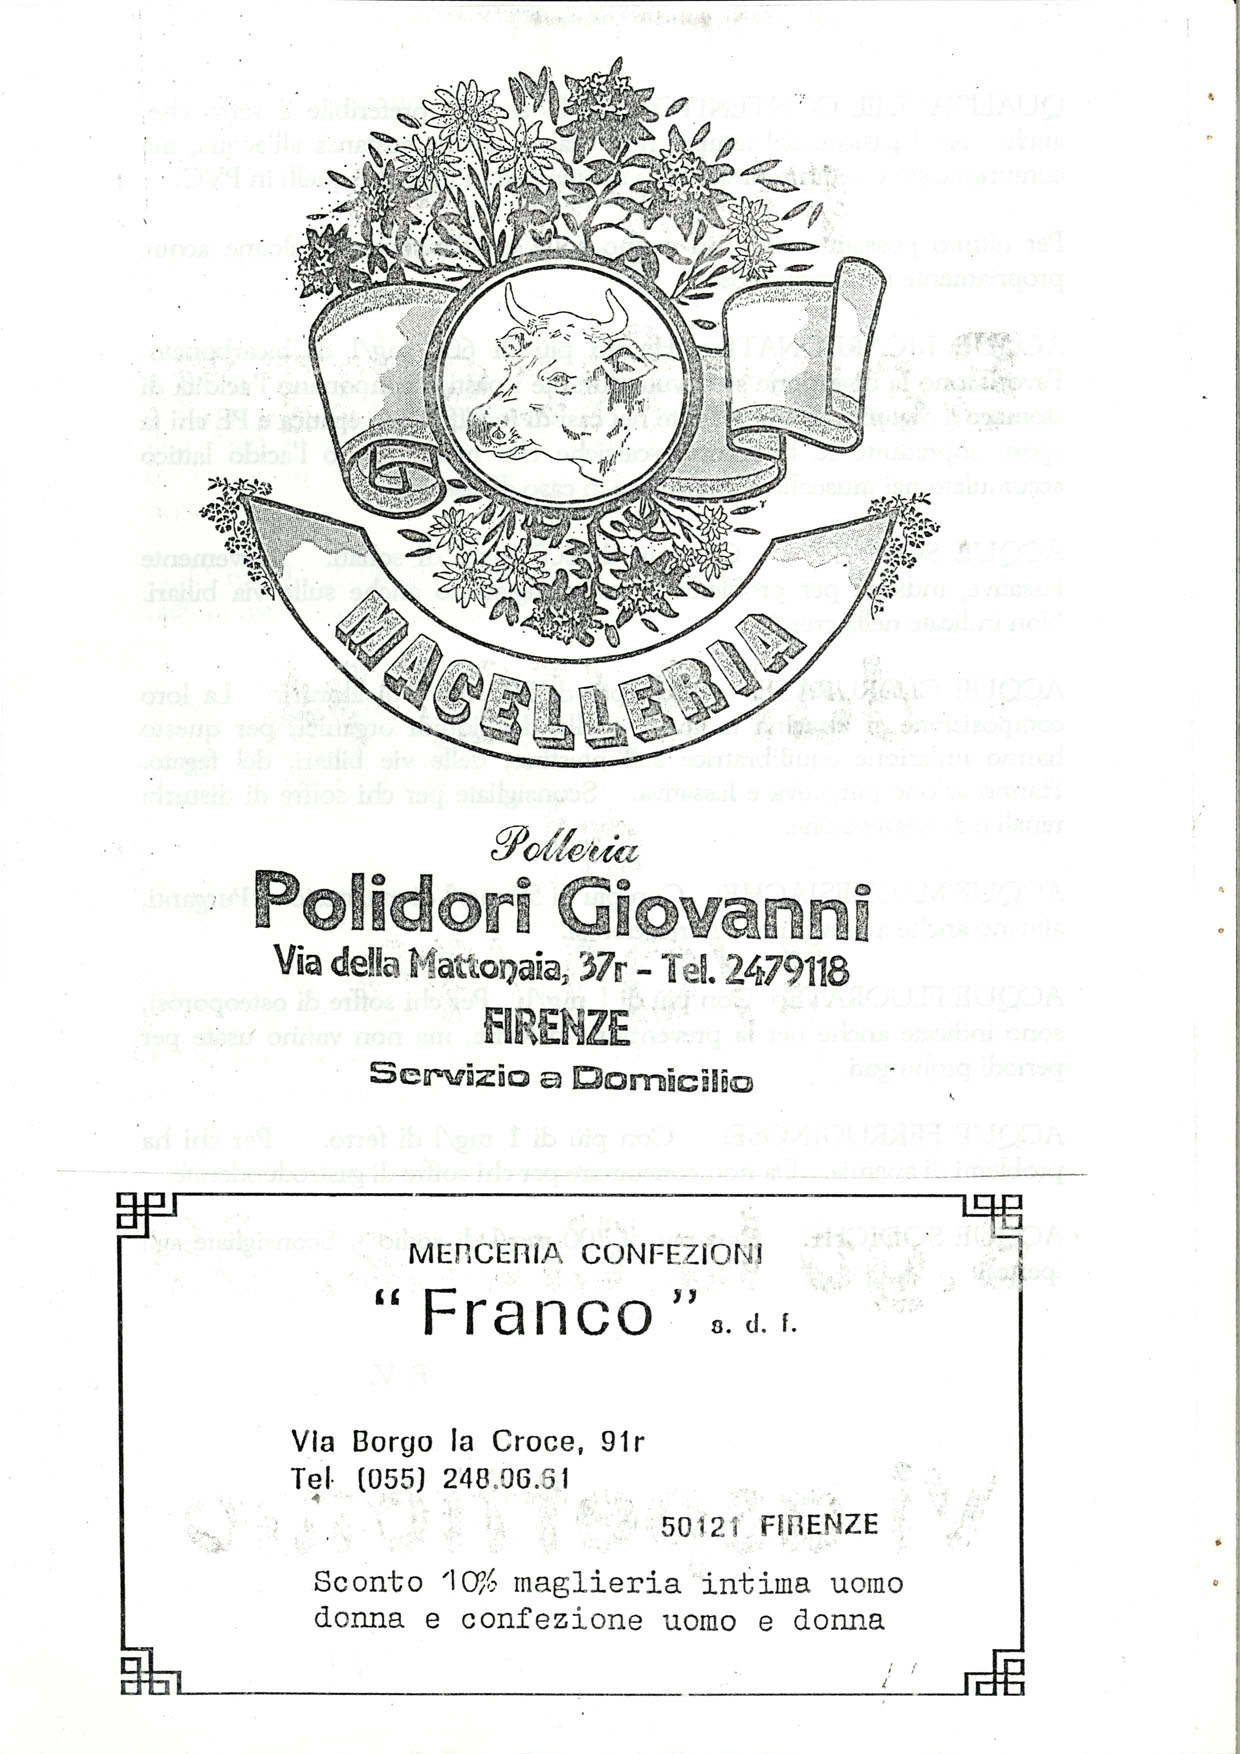 MACELLERIA
Polleria
Polidori Giovanni
Via della Mattonaia, 37r - Tel. 2479118
FIRENZE
Servizio a Domicilio
MERCERIA CONFEZIONI
“Franco” s. d. f.
Via Borgo la Croce, 91r
Tel. (055) 248.06.61
50121 FIRENZE
Sconto 10% maglieria intima uomo
donna e confezione uomo e donna